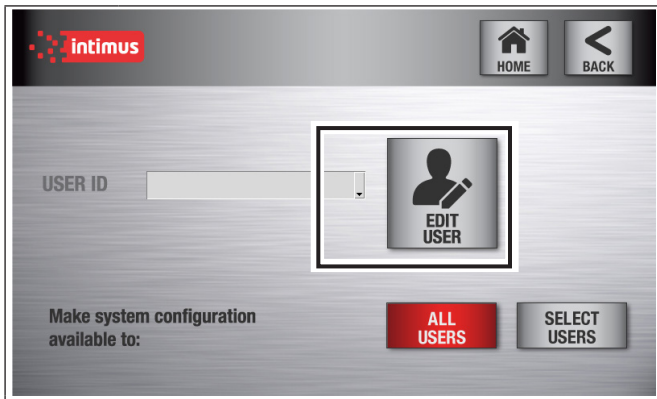 intimus
HOME
BACK
USER ID
EDIT
USER
Make system configuration
available to:
ALL
USERS
SELECT
USERS